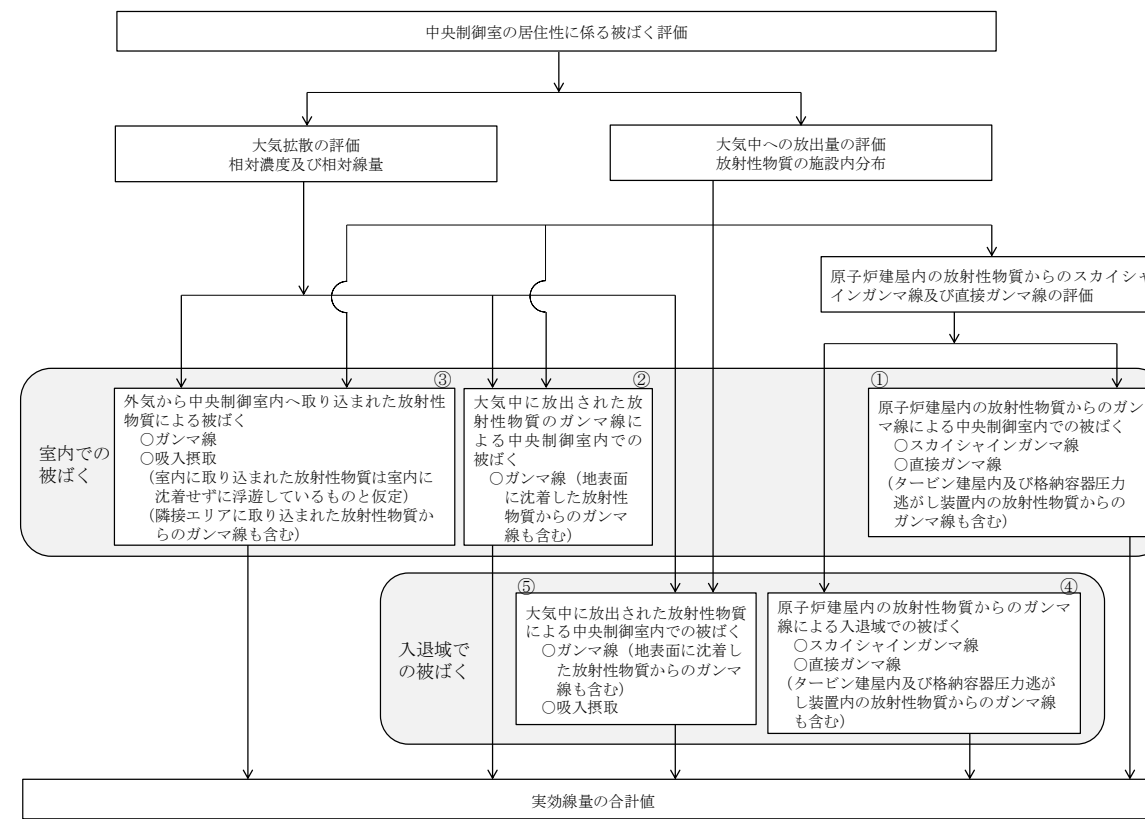 中央制御室の居住性に係る被ばく評価
大気拡散の評価
相対濃度及び相対線量
大気中への放出量の評価
放射性物質の施設内分布
原子炉建屋内の放射性物質からのスカイシャ
インガンマ線及び直接ガンマ線の評価
室内での
被ばく
③
外気から中央制御室内へ取り込まれた放射性
物質による被ばく
○ガンマ線
○吸入摂取
(室内に取り込まれた放射性物質は室内に
沈着せずに浮遊しているものと仮定)
(隣接エリアに取り込まれた放射性物質か
らのガンマ線も含む)
②
大気中に放出された放
射性物質のガンマ線に
よる中央制御室内での
被ばく
○ガンマ線（地表面
に沈着した放射性
物質からのガンマ
線も含む）
①
原子炉建屋内の放射性物質からのガン
マ線による中央制御室内での被ばく
○スカイシャインガンマ線
○直接ガンマ線
(タービン建屋内及び格納容器圧力
逃がし装置内の放射性物質からの
ガンマ線も含む)
入退域で
の被ばく
⑤
大気中に放出された放射性物質
による中央制御室内での被ばく
○ガンマ線（地表面に沈着し
た放射性物質からのガンマ
線も含む）
○吸入摂取
④
原子炉建屋内の放射性物質からのガンマ
線による入退域での被ばく
○スカイシャインガンマ線
○直接ガンマ線
(タービン建屋内及び格納容器圧力逃が
し装置内の放射性物質からのガンマ線
も含む)
実効線量の合計値